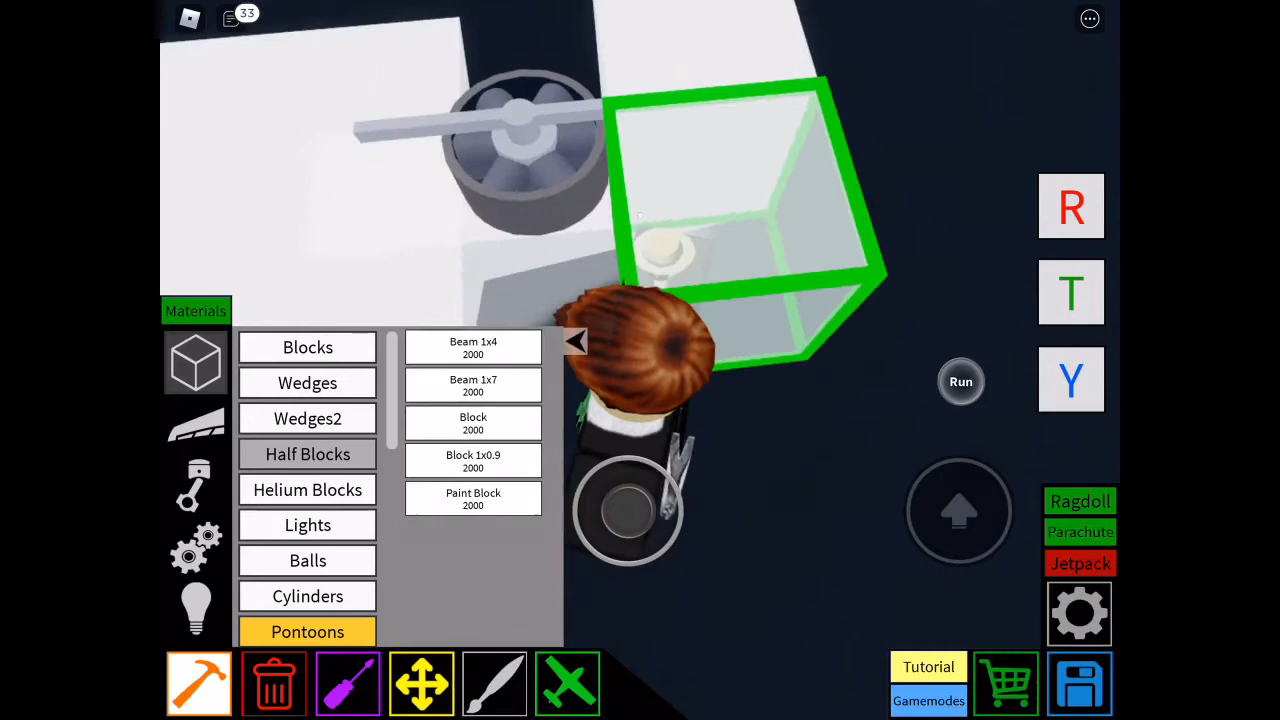 33
R
T
Materials
Blocks
Beam 1x4
2000
Wedges
Beam 1x7
2000
Run
Y
Wedges2
Block
2000
Half Blocks
Block 1x0.9
2000
Helium Blocks
Paint Block
2000
Ragdoll
Lights
Parachute
Balls
Jetpack
Cylinders
Pontoons
Tutorial
Gamemodes